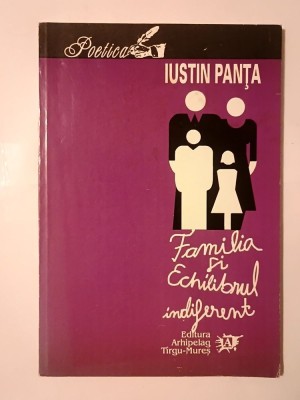 Poetica
IUSTIN PANŢA
Familia
şi
Echilibrul
indiferent
Editura
Arhipelag
Tîrgu-Mureş
A